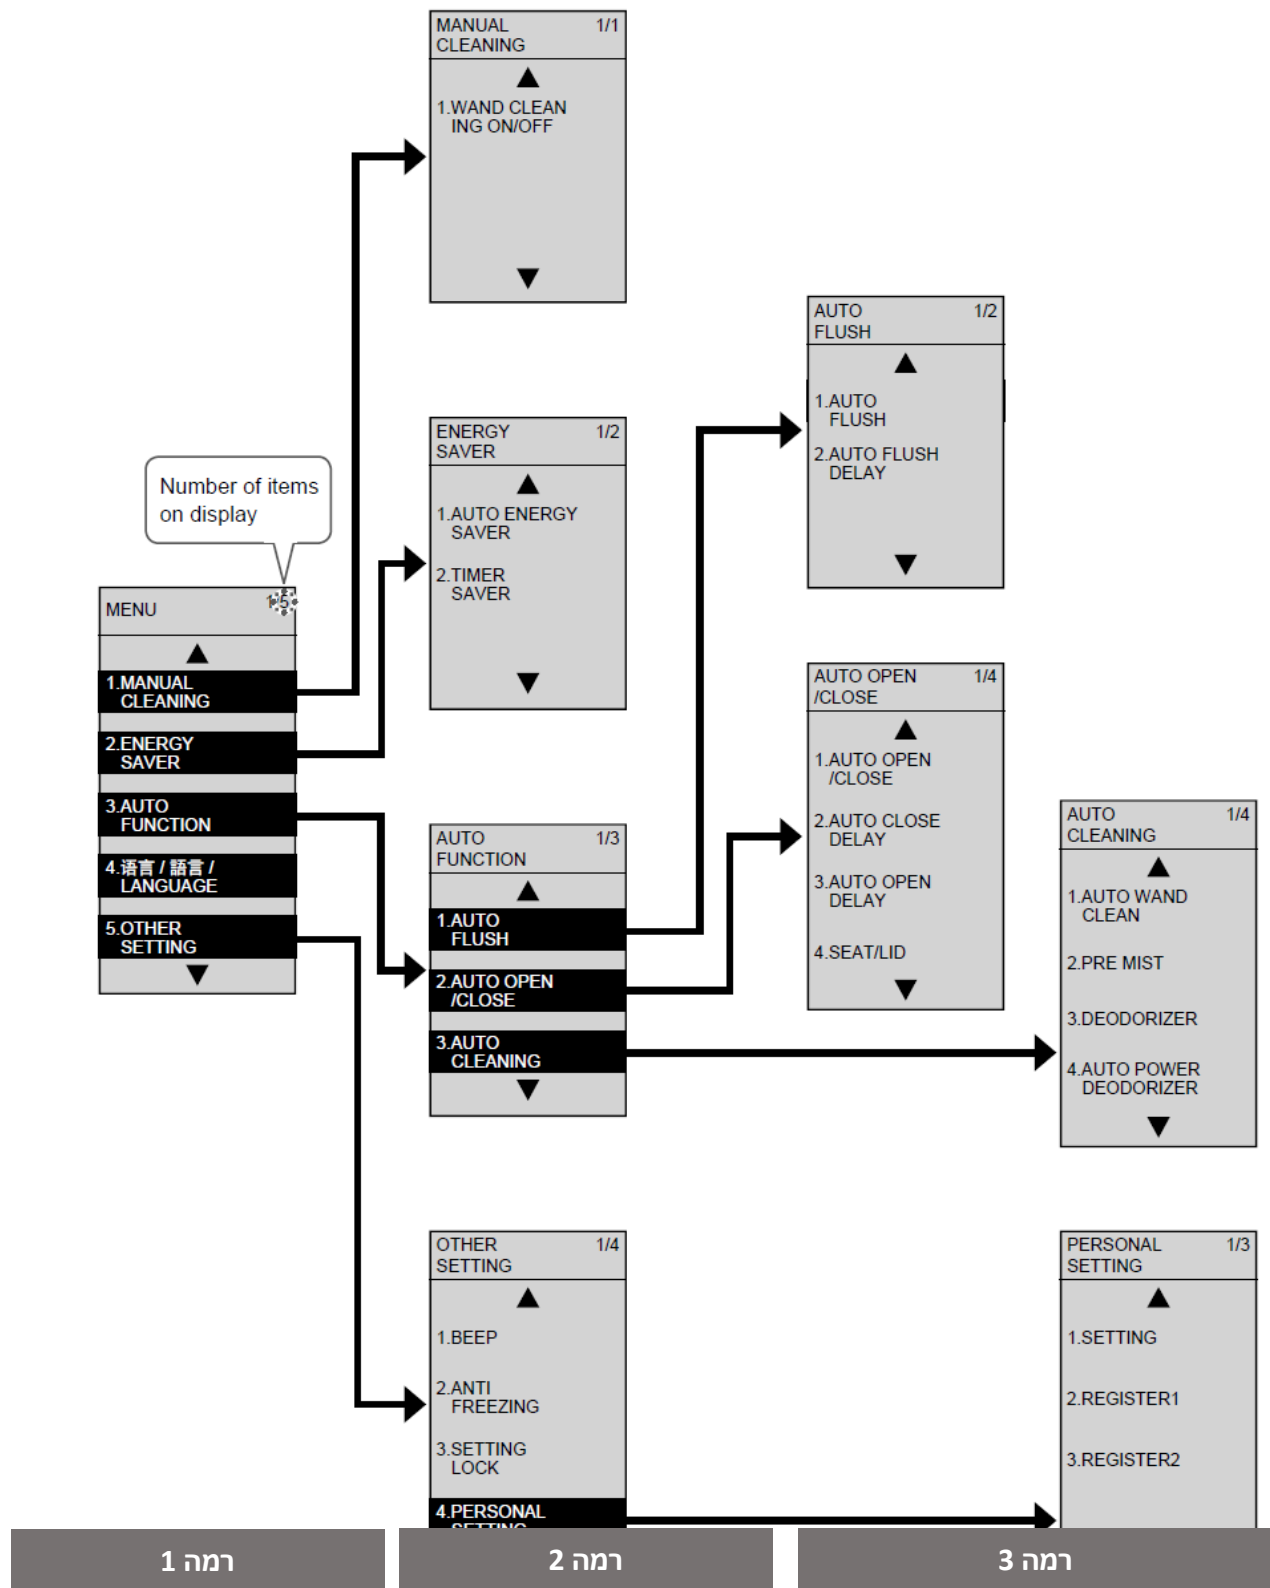 MANUAL 1/1
CLEANING
1.WAND CLEAN
ING ON/OFF
AUTO 1/2
FLUSH
1.AUTO
FLUSH
2.AUTO FLUSH
DELAY
ENERGY 1/2
SAVER
1.AUTO ENERGY
SAVER
2.TIMER
SAVER
Number of items
on display
MENU 1/5
1.MANUAL
CLEANING
2.ENERGY
SAVER
3.AUTO
FUNCTION
4.语言 / 語言 /
LANGUAGE
5.OTHER
SETTING
AUTO OPEN 1/4
/CLOSE
1.AUTO OPEN
/CLOSE
2.AUTO CLOSE
DELAY
3.AUTO OPEN
DELAY
4.SEAT/LID
AUTO 1/3
FUNCTION
1.AUTO
FLUSH
2.AUTO OPEN
/CLOSE
3.AUTO
CLEANING
AUTO 1/4
CLEANING
1.AUTO WAND
CLEAN
2.PRE MIST
3.DEODORIZER
4.AUTO POWER
DEODORIZER
OTHER 1/4
SETTING
1.BEEP
2.ANTI
FREEZING
3.SETTING
LOCK
4.PERSONAL
SETTING
PERSONAL 1/3
SETTING
1.SETTING
2.REGISTER1
3.REGISTER2
רמה 1
רמה 2
רמה 3